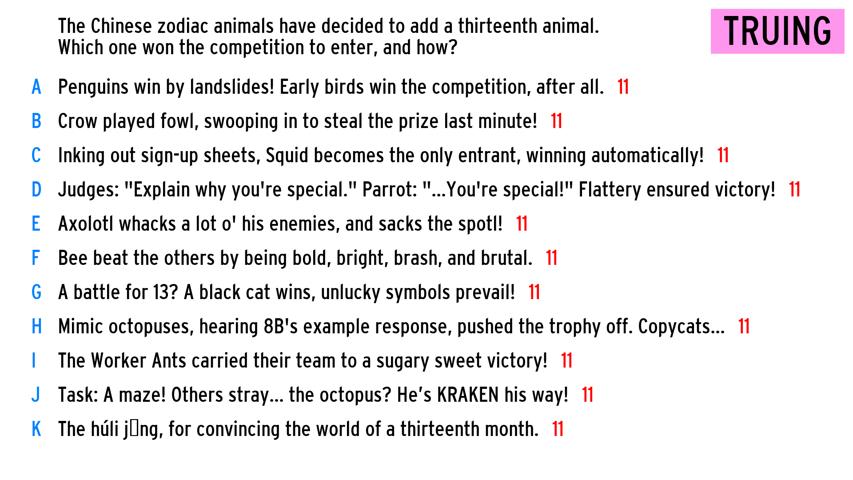 The Chinese zodiac animals have decided to add a thirteenth animal.
Which one won the competition to enter, and how?
TRUING
A Penguins win by landslides! Early birds win the competition, after all. 11
B Crow played fowl, swooping in to steal the prize last minute! 11
C Inking out sign-up sheets, Squid becomes the only entrant, winning automatically! 11
D Judges: "Explain why you're special." Parrot: "...You're special!" Flattery ensured victory! 11
E Axolotl whacks a lot o' his enemies, and sacks the spotl! 11
F Bee beat the others by being bold, bright, brash, and brutal. 11
G A battle for 13? A black cat wins, unlucky symbols prevail! 11
H Mimic octopuses, hearing 8B's example response, pushed the trophy off. Copycats... 11
I The Worker Ants carried their team to a sugary sweet victory! 11
J Task: A maze! Others stray... the octopus? He’s KRAKEN his way! 11
K The húli j▯ng, for convincing the world of a thirteenth month. 11